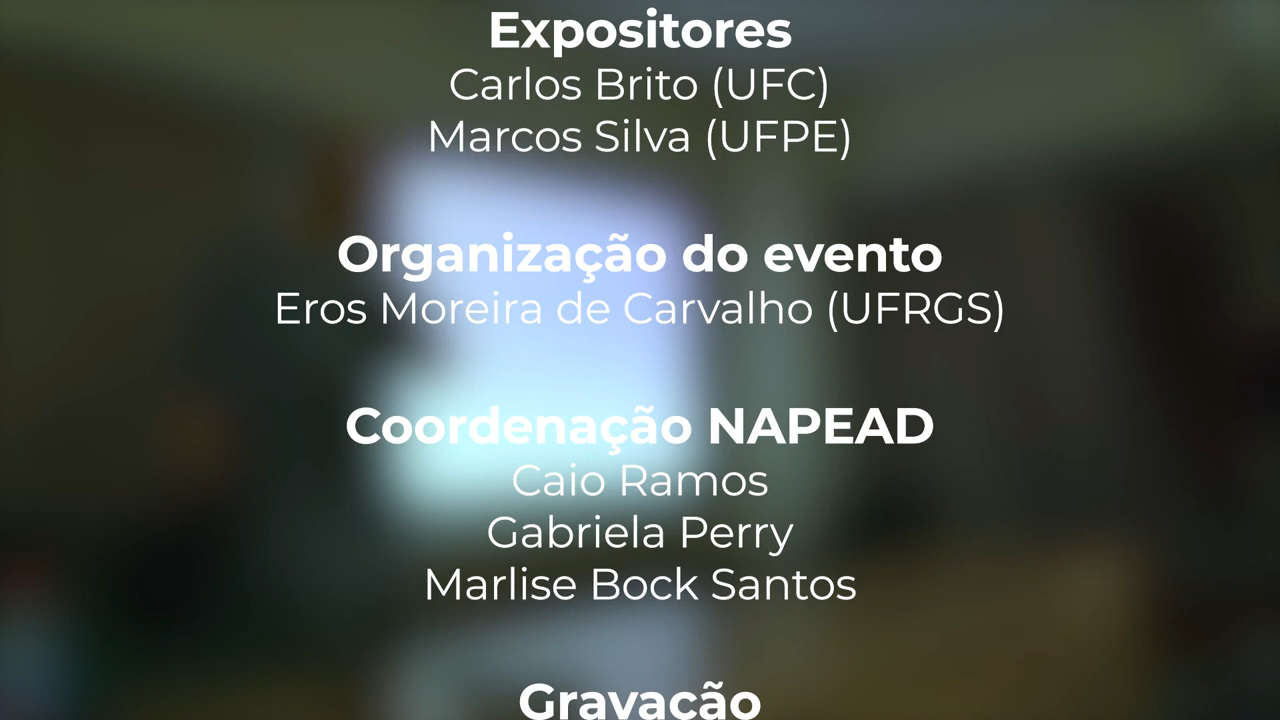 Expositores
Carlos Brito (UFC)
Marcos Silva (UFPE)
Organização do evento
Eros Moreira de Carvalho (UFRGS)
Coordenação NAPEAD
Caio Ramos
Gabriela Perry
Marlise Bock Santos
Gravação